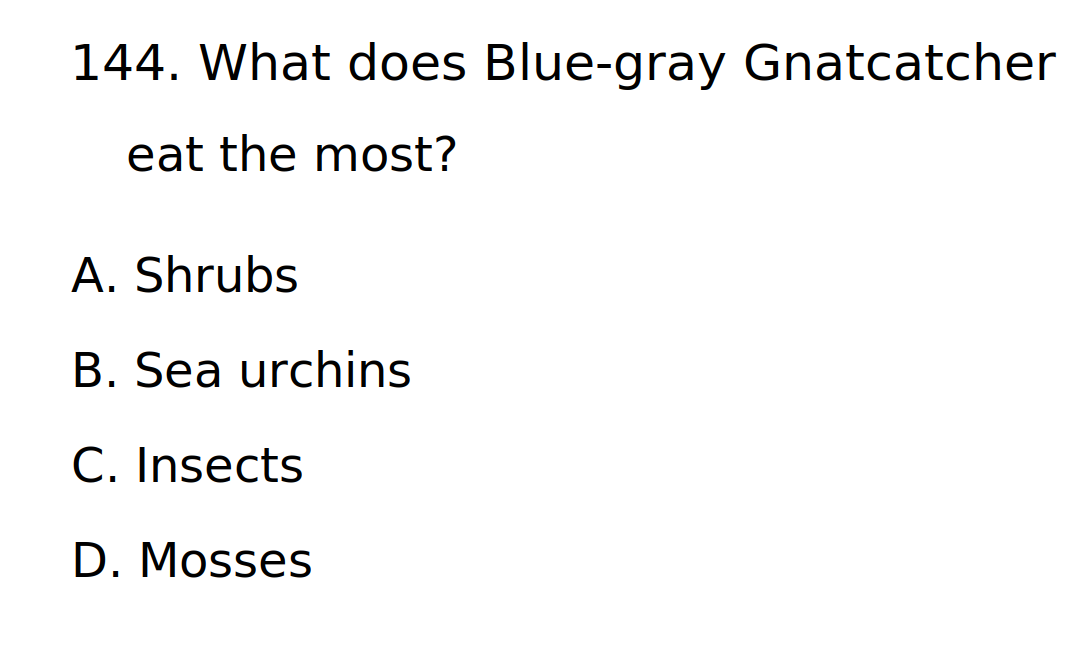 144. What does Blue-gray Gnatcatcher
eat the most?
A. Shrubs
B. Sea urchins
C. Insects
D. Mosses